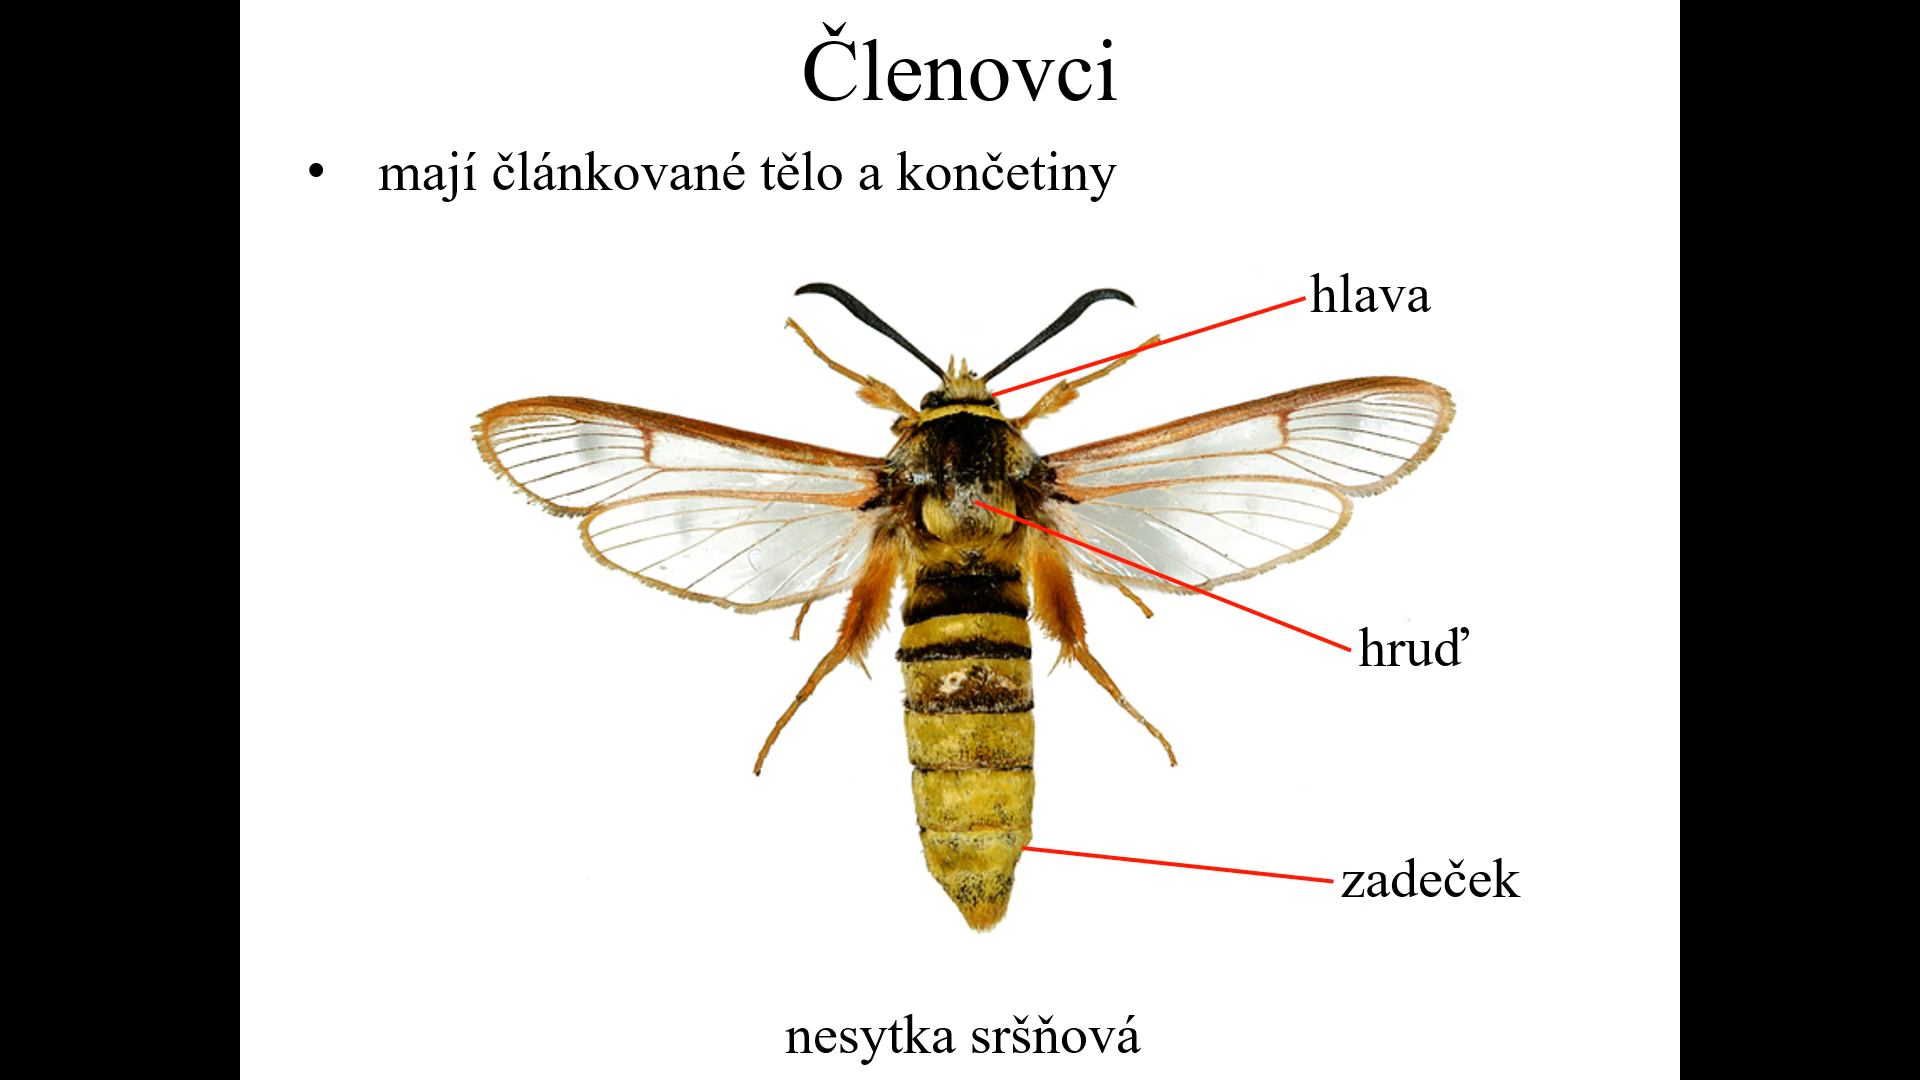 Členovci
• mají článkované tělo a končetiny
hlava
hruď
zadeček
nesytka sršňová